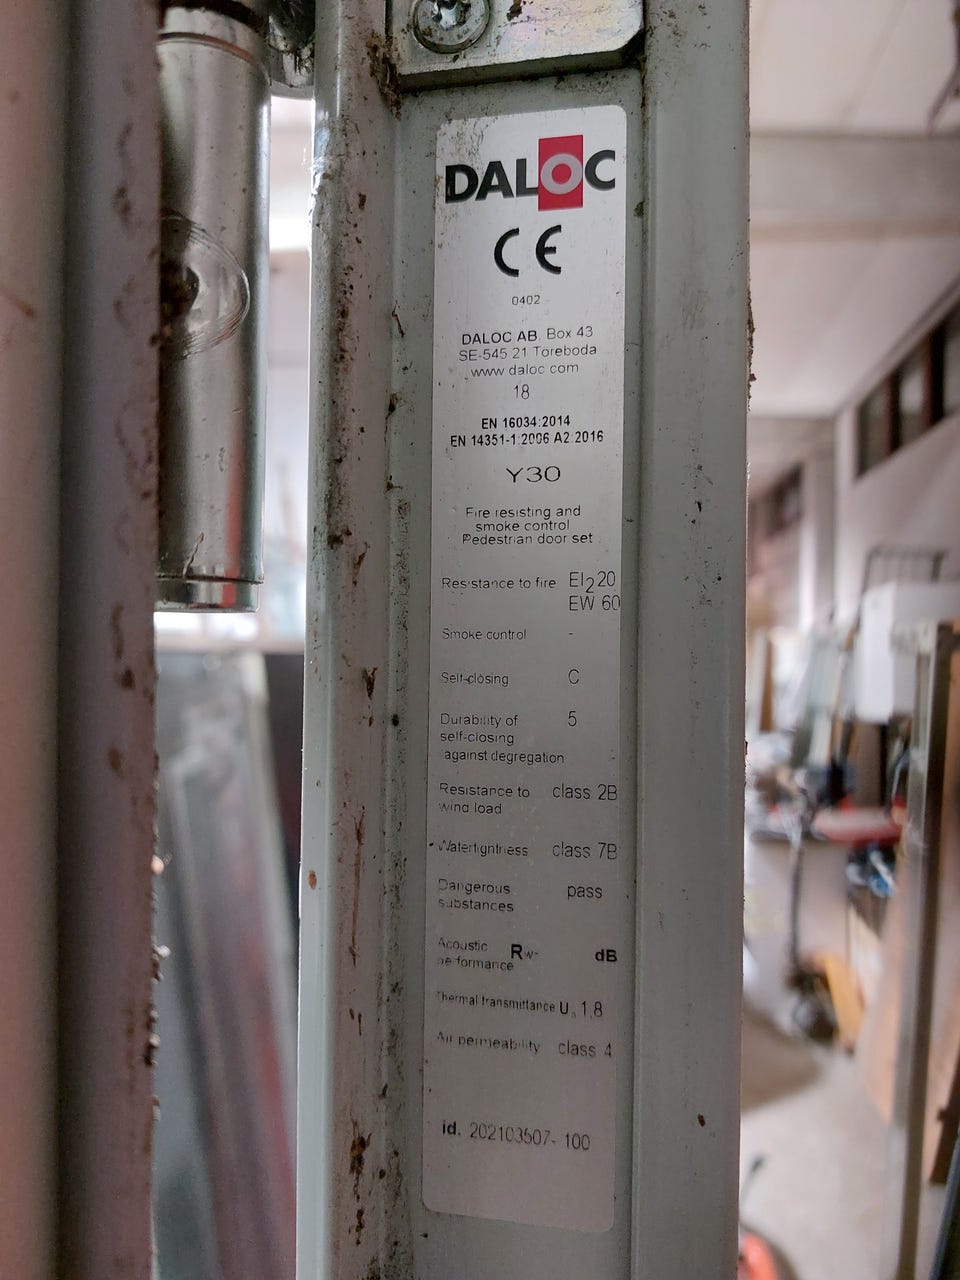 DALOC
CE
0402
DALOC AB. Box 43
SE-545 21 Toreboda
www.daloc.com
18
EN 16034:2014
EN 14351-1:2006 A2:2016
Y30
Fire resisting and
smoke control
Pedestrian door set
Resistance to fire EI₂20
EW 60
Smoke control -
Self-closing C
Durability of 5
self-closing
against degregation
Resistance to class 2B
wind load
Watertightness class 7B
Dangerous pass
substances
Acoustic Rw- dB
performance
Thermal transmittance U 1,8
Air permeability class 4
id. 202103507- 100